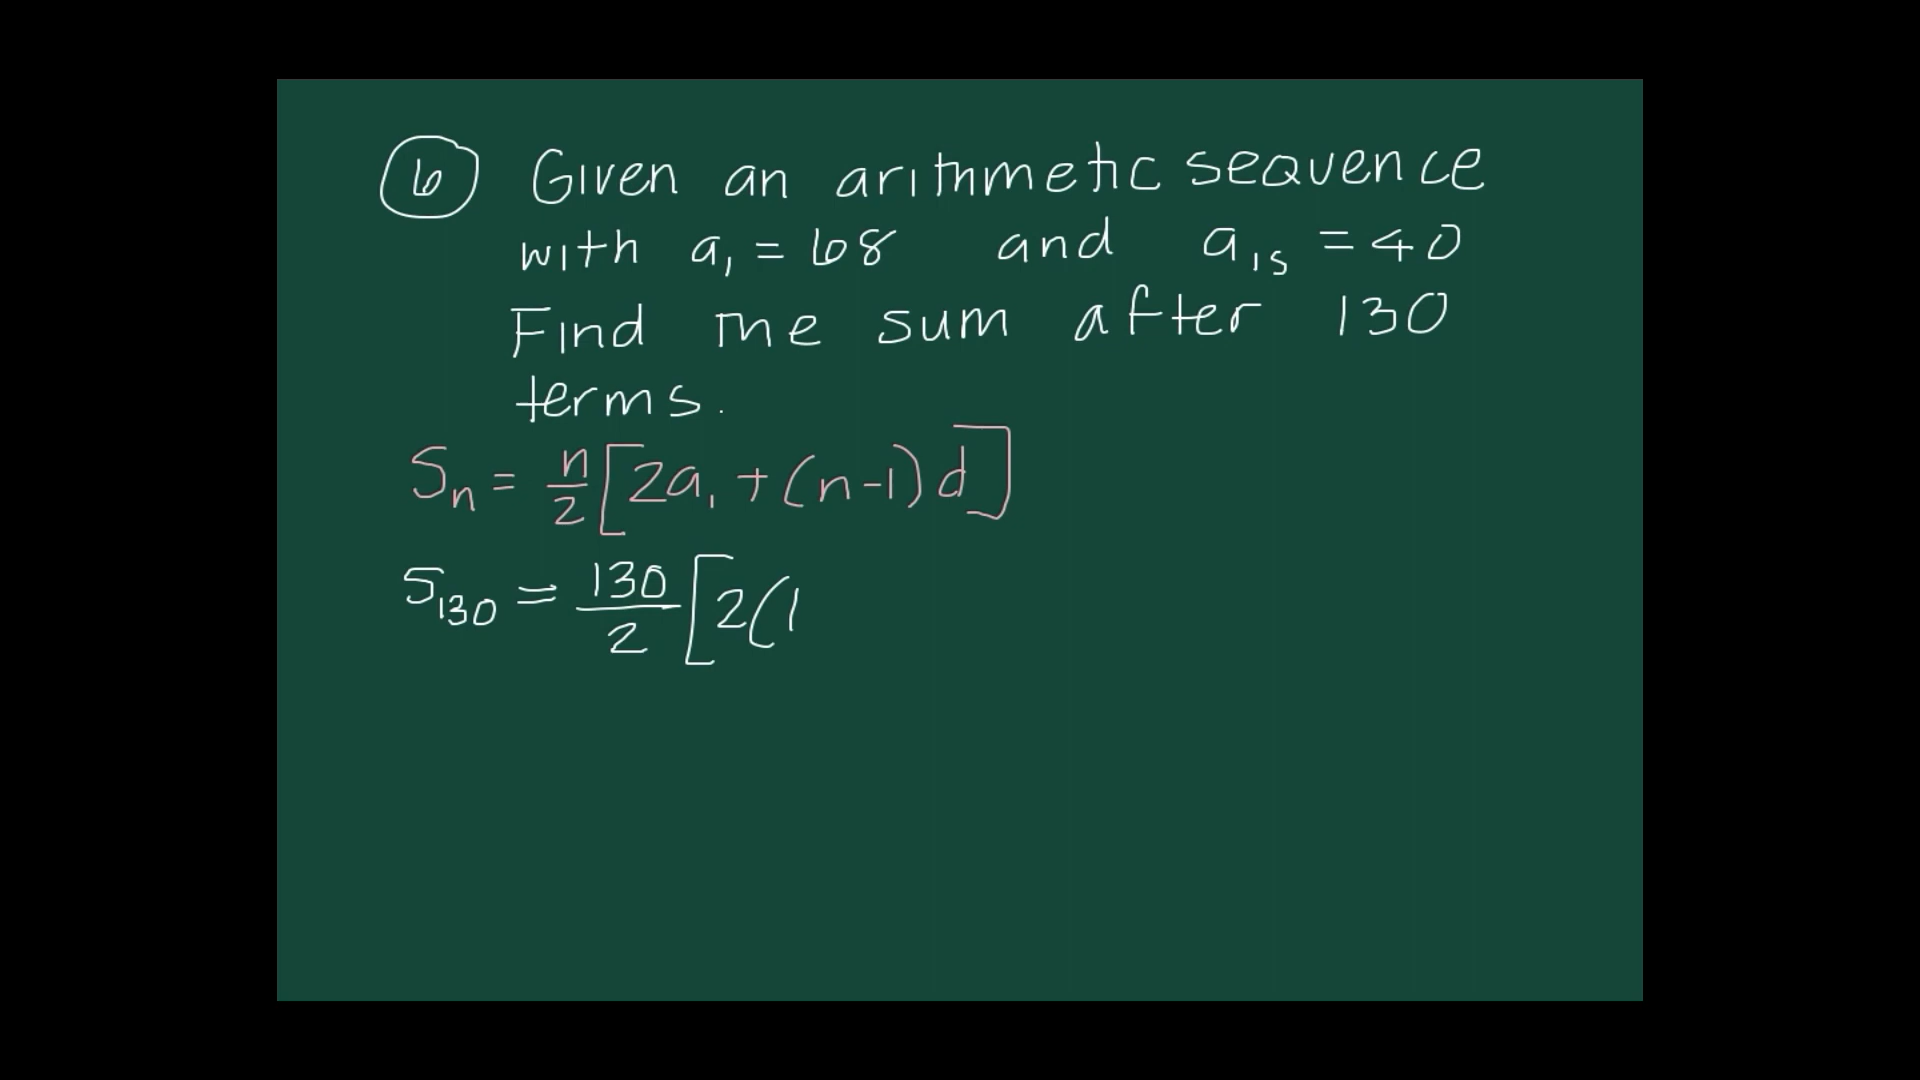 6 Given an arithmetic sequence
with a₁ = 68 and a₁₅ = 40
Find the sum after 130
terms.
Sₙ = n/2 [2a₁ + (n-1)d]
S₁₃₀ = 130/2 [2(1